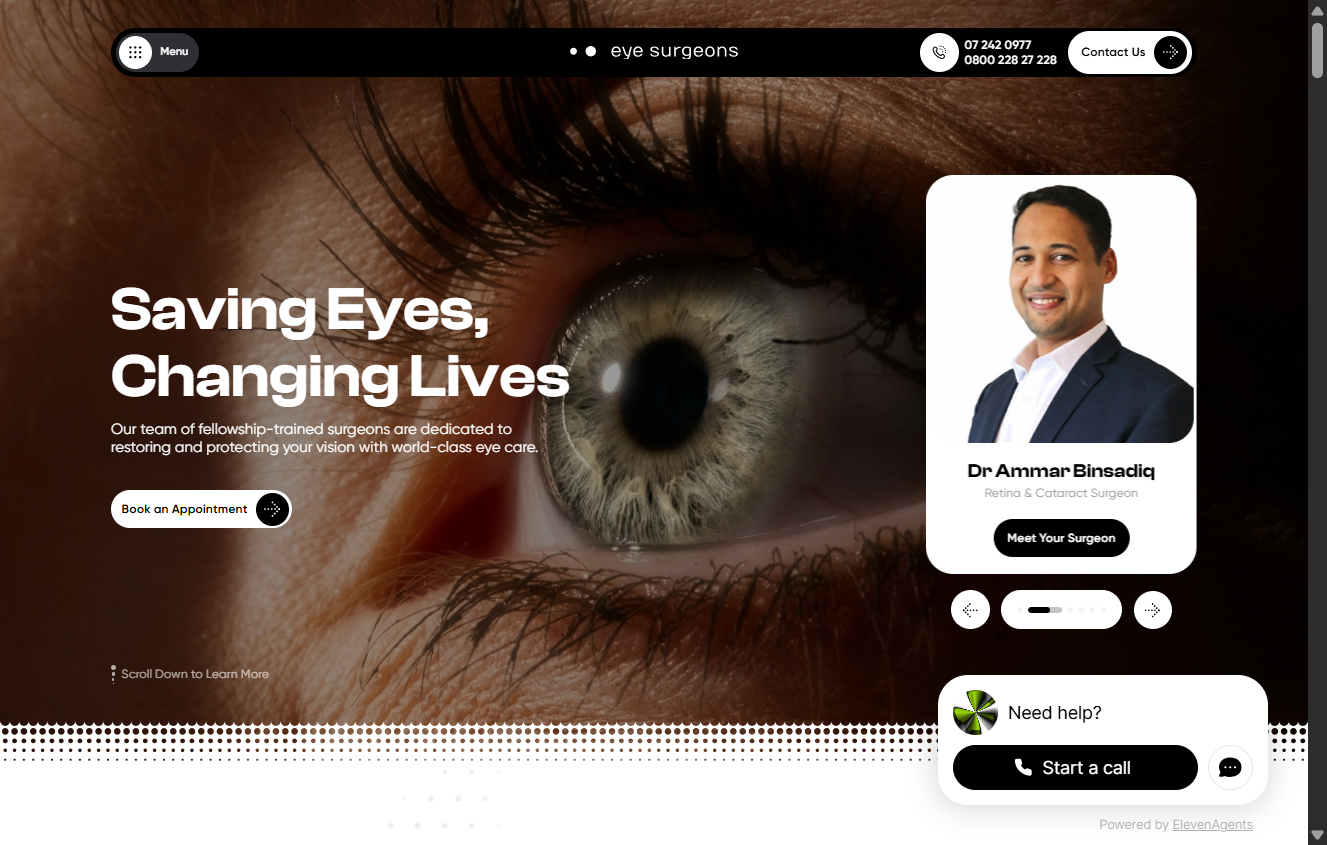 Menu
eye surgeons
07 242 0977
0800 228 27 228
Contact Us
Saving Eyes,
Changing Lives
Our team of fellowship-trained surgeons are dedicated to
restoring and protecting your vision with world-class eye care.
Book an Appointment
Dr Ammar Binsadiq
Retina & Cataract Surgeon
Meet Your Surgeon
Scroll Down to Learn More
Need help?
Start a call
Powered by ElevenAgents